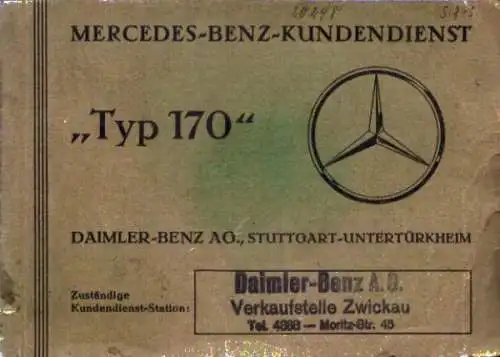 MERCEDES-BENZ-KUNDENDIENST
„Typ 170“
DAIMLER-BENZ AG., STUTTGART-UNTERTÜRKHEIM
Zuständige
Kundendienst-Station:
Daimler-Benz A.G.
Verkaufstelle Zwickau
Tel. 4868 — Moritz-Str. 45